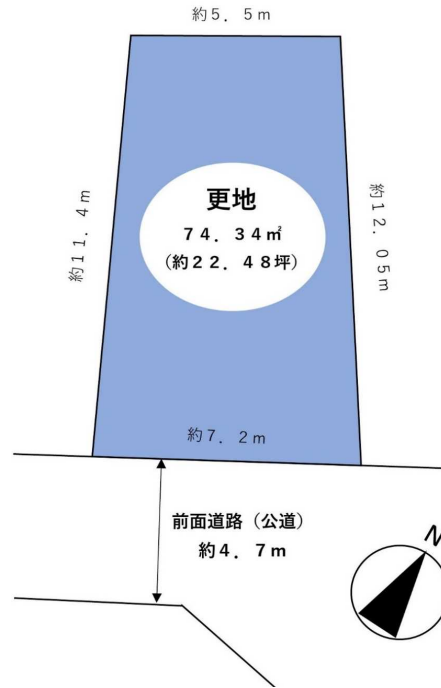 約５．５ｍ
約１１．４ｍ
更地
７４．３４㎡
(約２２．４８坪)
約１２．０５ｍ
約７．２ｍ
前面道路（公道）
約４．７ｍ
N